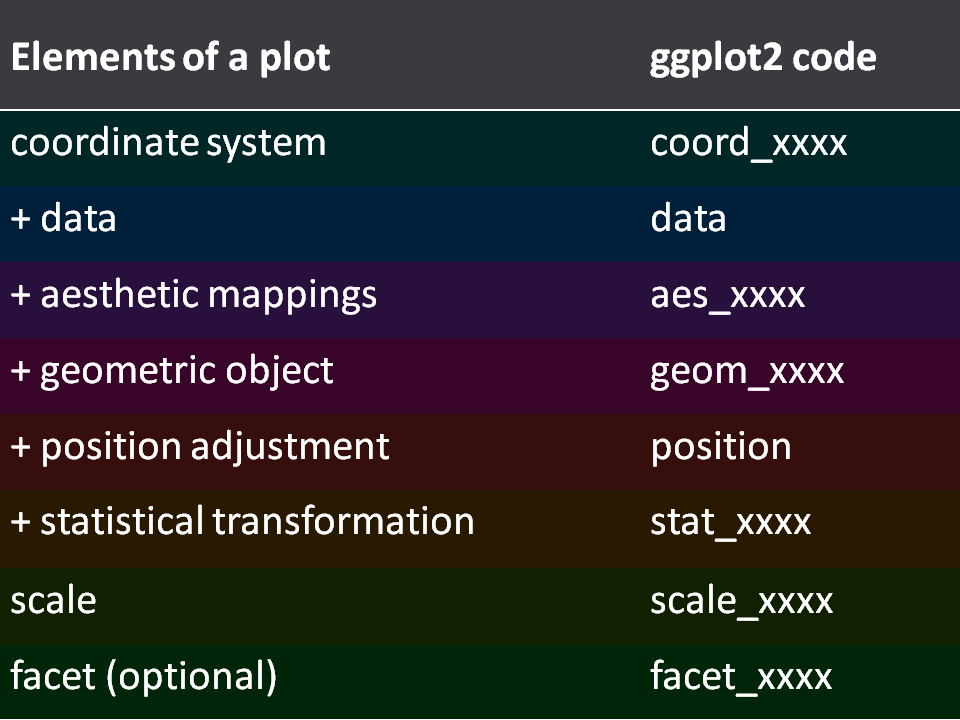 Elements of a plot ggplot2 code
coordinate system coord_xxxx
+ data data
+ aesthetic mappings aes_xxxx
+ geometric object geom_xxxx
+ position adjustment position
+ statistical transformation stat_xxxx
scale scale_xxxx
facet (optional) facet_xxxx